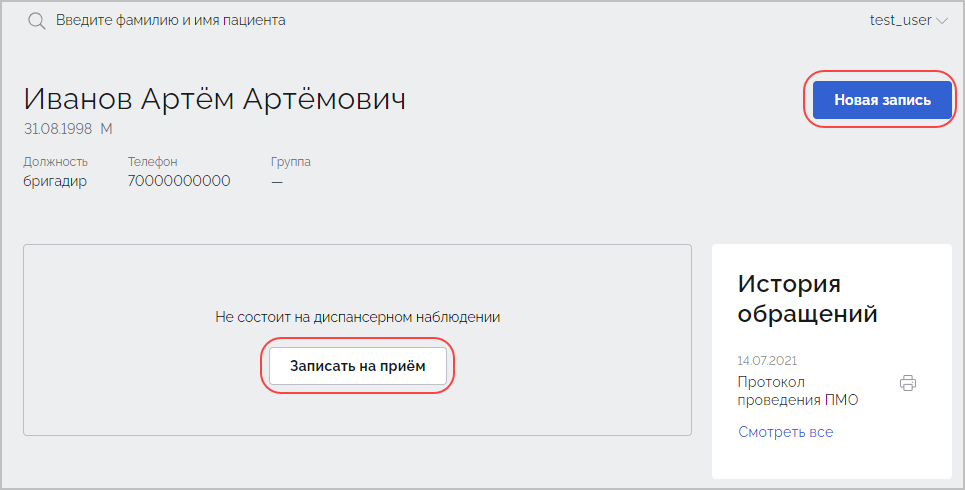 Введите фамилию и имя пациента
test_user
Иванов Артём Артёмович
Новая запись
31.08.1998 М
Должность Телефон Группа
бригадир 70000000000 —
Не состоит на диспансерном наблюдении
Записать на приём
История
обращений
14.07.2021
Протокол
проведения ПМО
Смотреть все